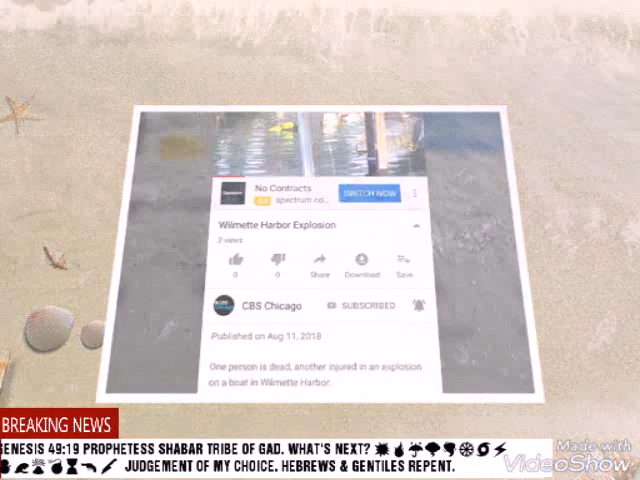 No Contracts
SWITCH NOW
Ad spectrum.co...
Wilmette Harbor Explosion
2 views
0 0 Share Download Save
CBS Chicago SUBSCRIBED
Published on Aug 11, 2018
One person is dead, another injured in an explosion
on a boat in Wilmette Harbor.
BREAKING NEWS
GENESIS 49:19 PROPHETESS SHABAR TRIBE OF GAD. WHAT'S NEXT?
JUDGEMENT OF MY CHOICE. HEBREWS & GENTILES REPENT.
Made with
VideoShow